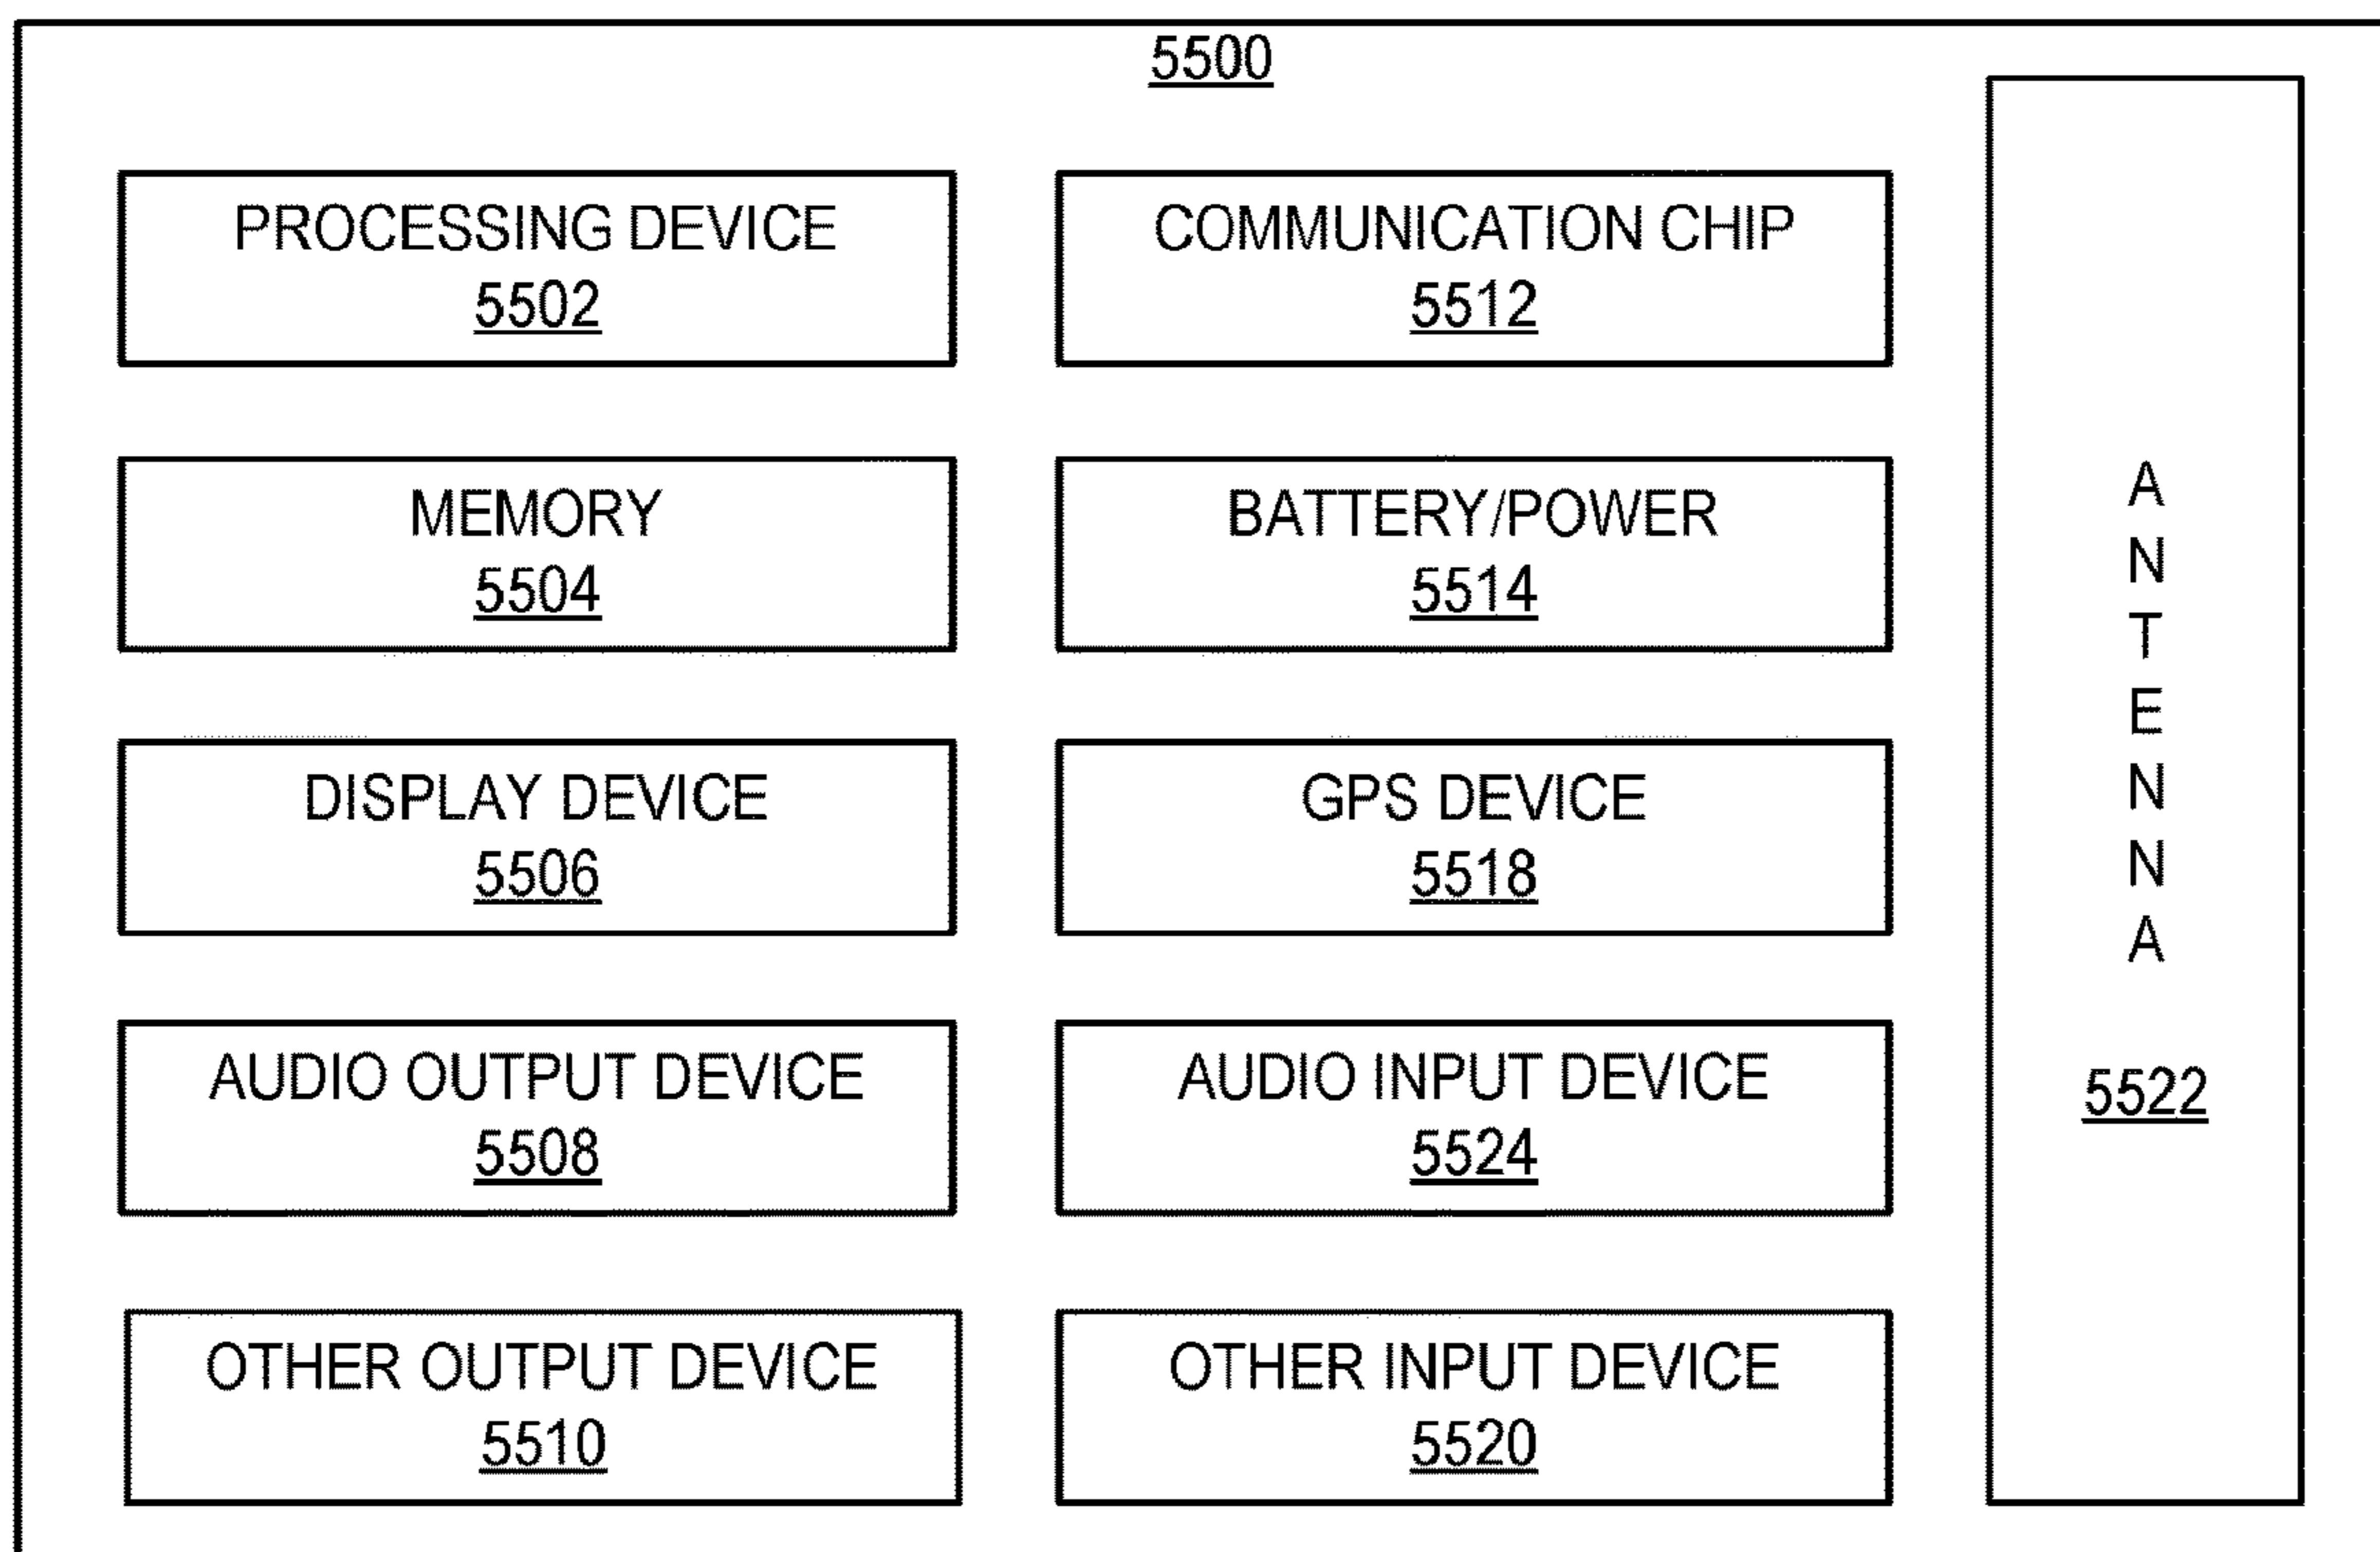 5500
PROCESSING DEVICE
5502
COMMUNICATION CHIP
5512
MEMORY
5504
BATTERY/POWER
5514
DISPLAY DEVICE
5506
GPS DEVICE
5518
AUDIO OUTPUT DEVICE
5508
AUDIO INPUT DEVICE
5524
OTHER OUTPUT DEVICE
5510
OTHER INPUT DEVICE
5520
A
N
T
E
N
N
A
5522